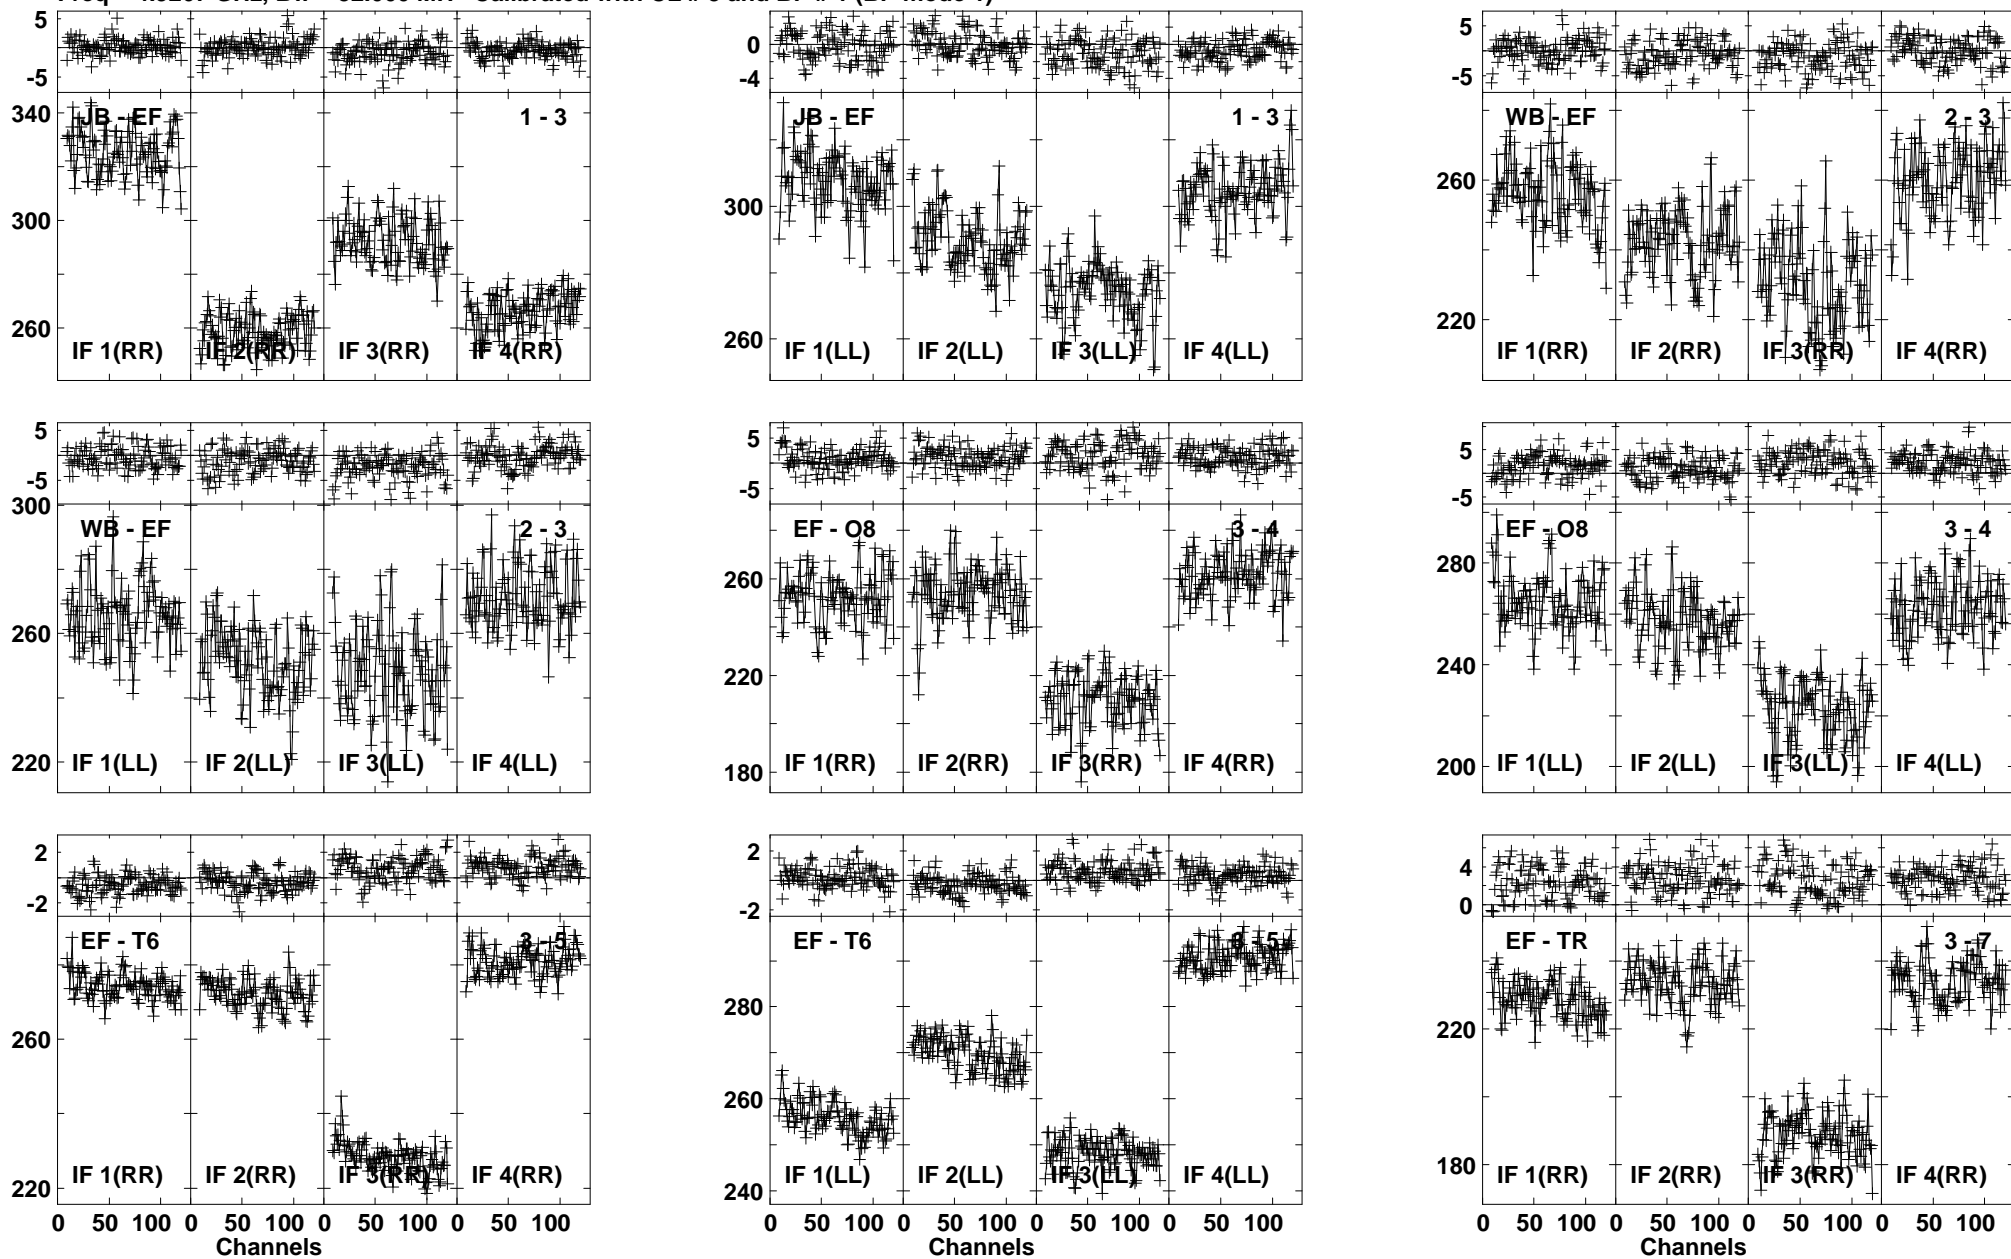 5
-5
340
300
260
JB - EF
1 - 3
IF 1(RR)
IF 2(RR)
IF 3(RR)
IF 4(RR)
0
-4
300
260
JB - EF
1 - 3
IF 1(LL)
IF 2(LL)
IF 3(LL)
IF 4(LL)
5
-5
260
220
WB - EF
2 - 3
IF 1(RR)
IF 2(RR)
IF 3(RR)
IF 4(RR)
5
-5
300
260
220
WB - EF
2 - 3
IF 1(LL)
IF 2(LL)
IF 3(LL)
IF 4(LL)
5
-5
260
220
180
EF - O8
3 - 4
IF 1(RR)
IF 2(RR)
IF 3(RR)
IF 4(RR)
5
-5
280
240
200
EF - O8
3 - 4
IF 1(LL)
IF 2(LL)
IF 3(LL)
IF 4(LL)
2
-2
260
220
EF - T6
3 - 5
IF 1(RR)
IF 2(RR)
IF 3(RR)
IF 4(RR)
0 50 100 0 50 100 0 50 100 0 50 100
Channels
2
-2
280
260
240
EF - T6
3 - 5
IF 1(LL)
IF 2(LL)
IF 3(LL)
IF 4(LL)
0 50 100 0 50 100 0 50 100 0 50 100
Channels
4
0
220
180
EF - TR
3 - 7
IF 1(RR)
IF 2(RR)
IF 3(RR)
IF 4(RR)
0 50 100 0 50 100 0 50 100 0 50 100
Channels